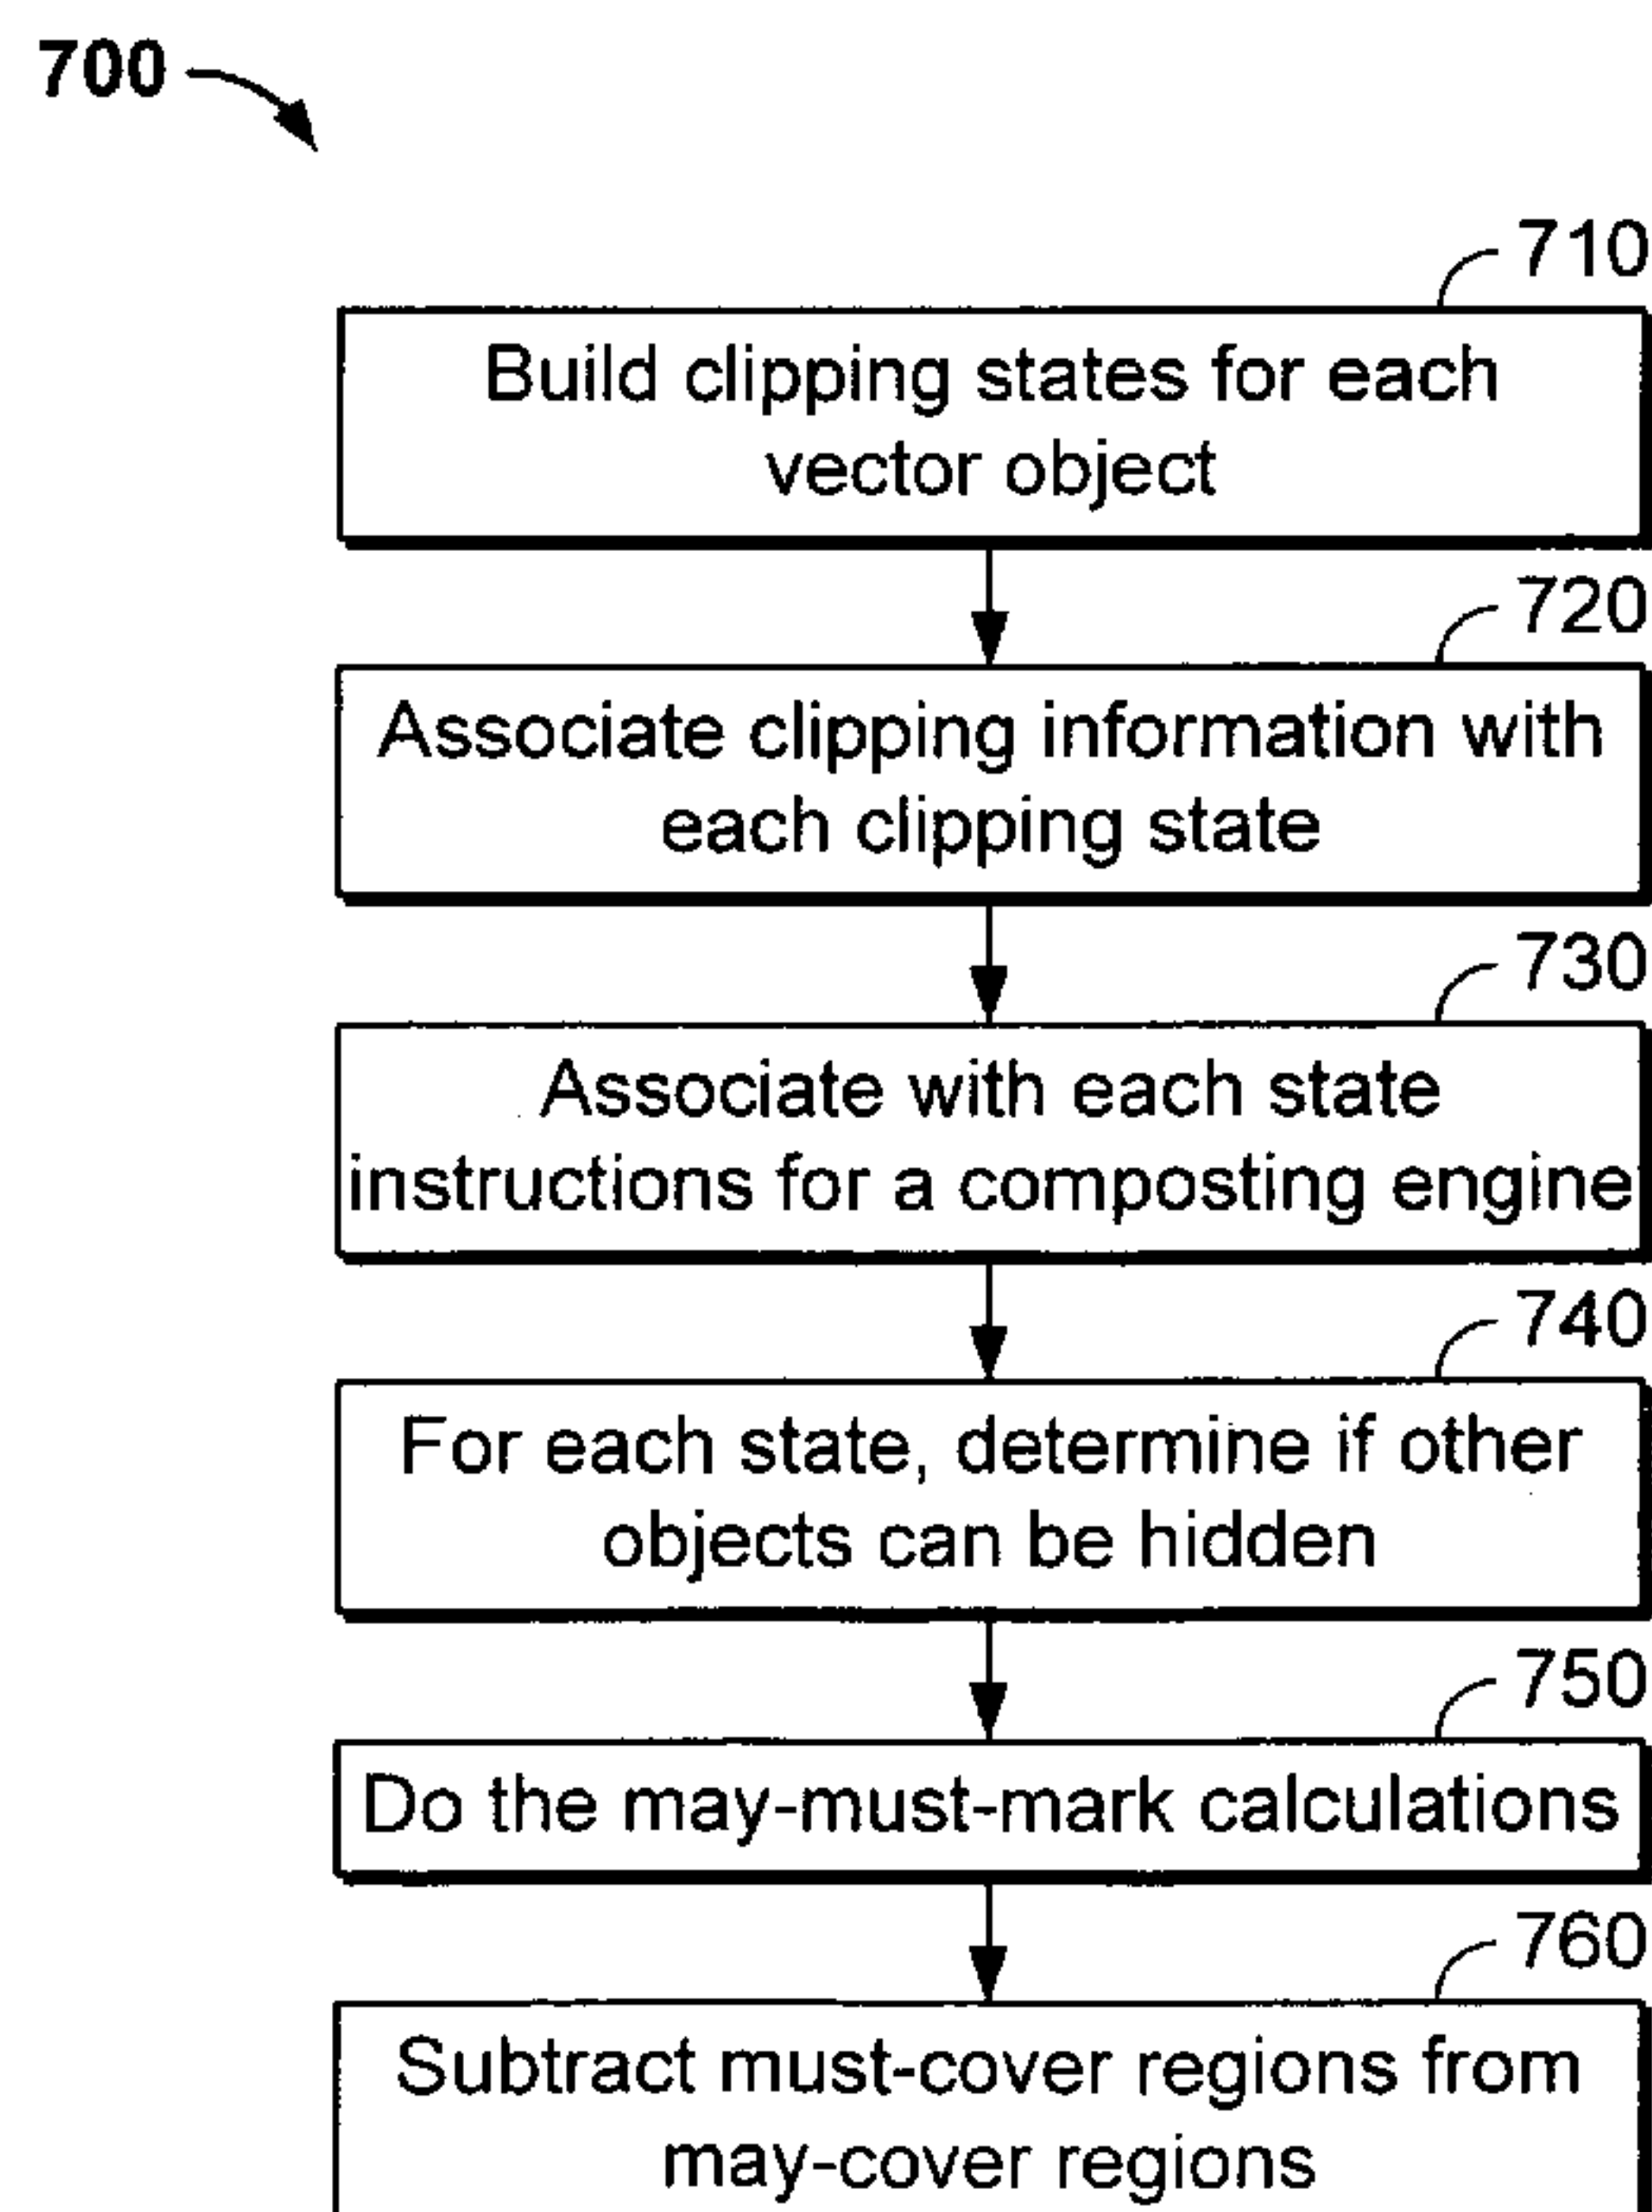 700
710
Build clipping states for each
vector object
720
Associate clipping information with
each clipping state
730
Associate with each state
instructions for a composting engine
740
For each state, determine if other
objects can be hidden
750
Do the may-must-mark calculations
760
Subtract must-cover regions from
may-cover regions